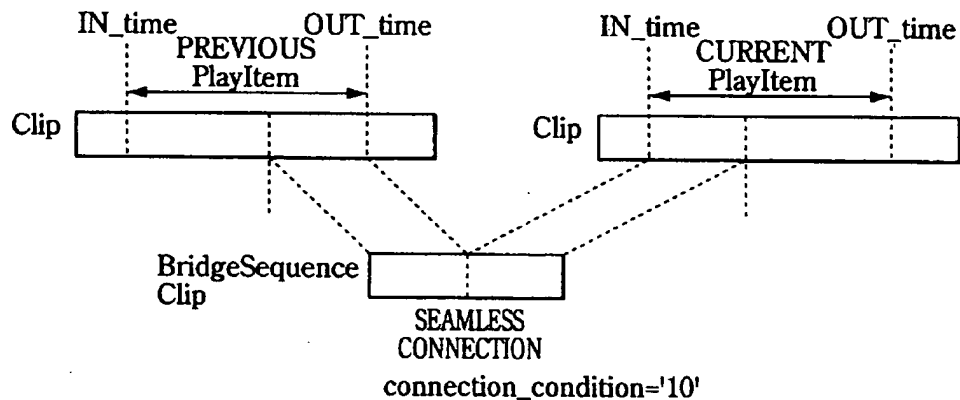 IN_time OUT_time
PREVIOUS
PlayItem
Clip
IN_time OUT_time
CURRENT
PlayItem
Clip
BridgeSequence
Clip
SEAMLESS
CONNECTION
connection_condition='10'